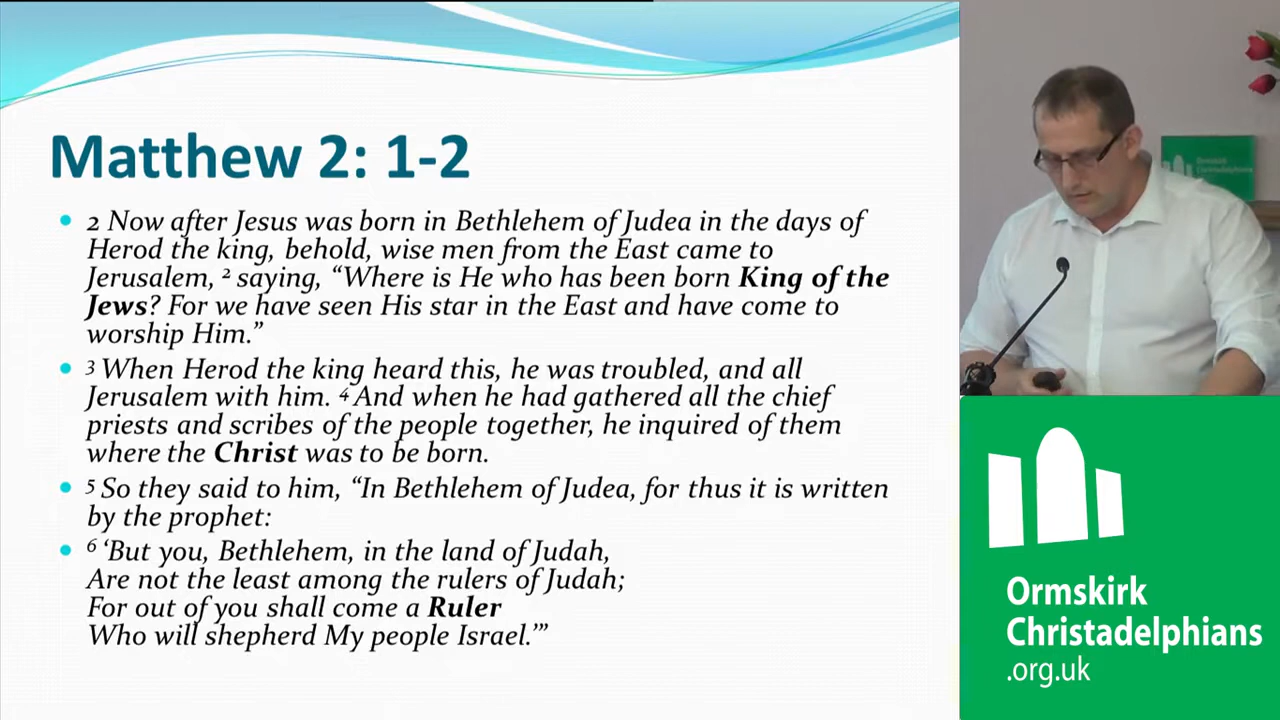 Matthew 2: 1-2
2 Now after Jesus was born in Bethlehem of Judea in the days of
Herod the king, behold, wise men from the East came to
Jerusalem, 2 saying, “Where is He who has been born King of the
Jews? For we have seen His star in the East and have come to
worship Him.”
3 When Herod the king heard this, he was troubled, and all
Jerusalem with him. 4 And when he had gathered all the chief
priests and scribes of the people together, he inquired of them
where the Christ was to be born.
5 So they said to him, “In Bethlehem of Judea, for thus it is written
by the prophet:
6 ‘But you, Bethlehem, in the land of Judah,
Are not the least among the rulers of Judah;
For out of you shall come a Ruler
Who will shepherd My people Israel.’”
Ormskirk
Christadelphians
Ormskirk
Christadelphians
.org.uk